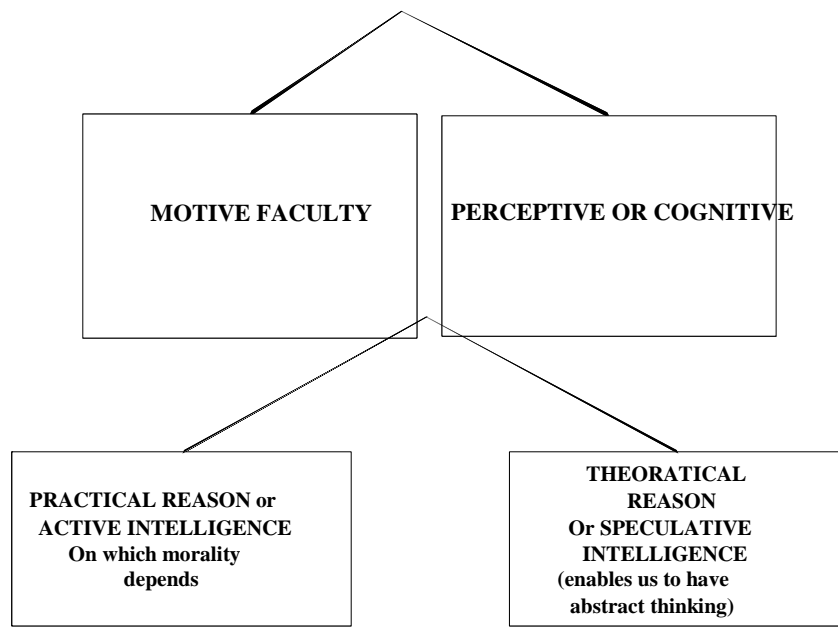 MOTIVE FACULTY
PERCEPTIVE OR COGNITIVE
PRACTICAL REASON or
ACTIVE INTELLIGENCE
On which morality
depends
THEORATICAL
REASON
Or SPECULATIVE
INTELLIGENCE
(enables us to have
abstract thinking)